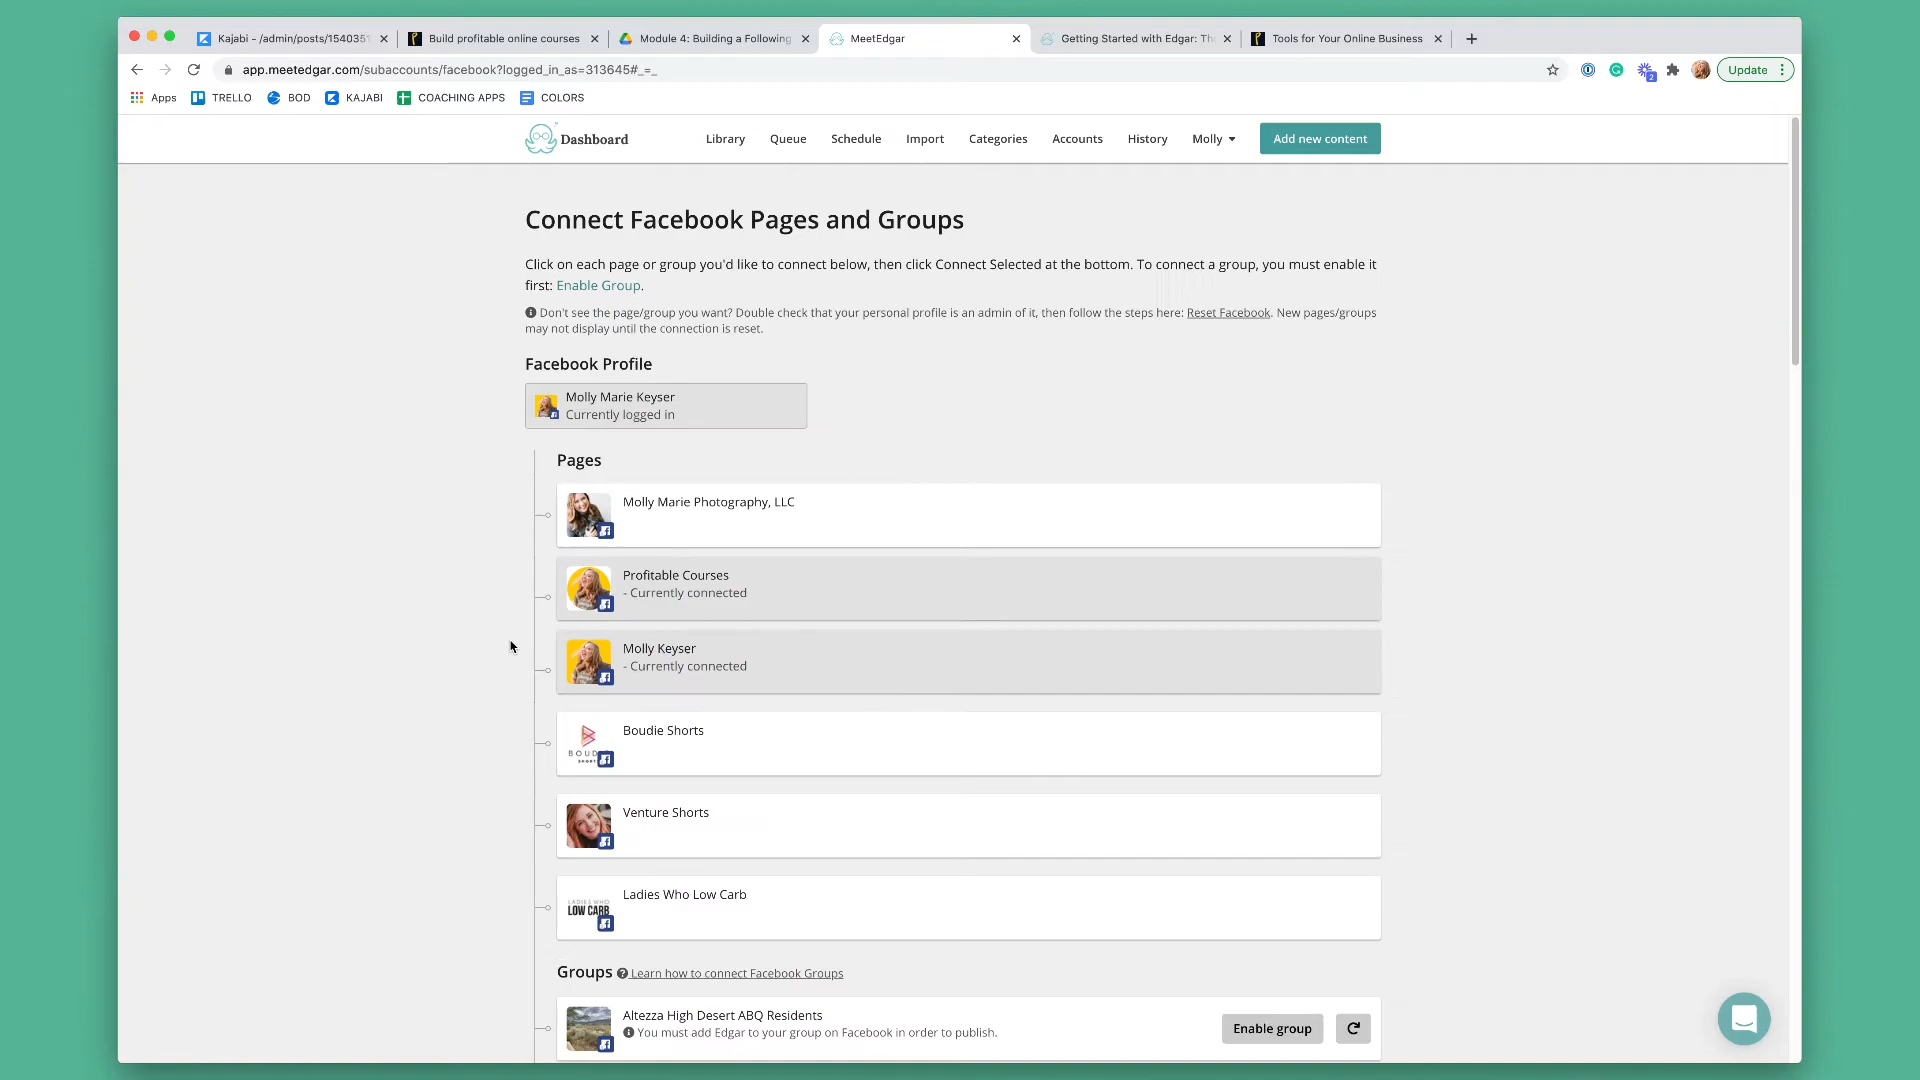 Kajabi - /admin/posts/1540351
Build profitable online courses
Module 4: Building a Following
MeetEdgar
Getting Started with Edgar: Th
Tools for Your Online Business
app.meetedgar.com/subaccounts/facebook?logged_in_as=313645#_=_
2
Update
Apps
TRELLO
BOD
KAJABI
COACHING APPS
COLORS
Dashboard
Library
Queue
Schedule
Import
Categories
Accounts
History
Molly
Add new content
Connect Facebook Pages and Groups
Click on each page or group you'd like to connect below, then click Connect Selected at the bottom. To connect a group, you must enable it
first: Enable Group.
Don't see the page/group you want? Double check that your personal profile is an admin of it, then follow the steps here: Reset Facebook. New pages/groups
may not display until the connection is reset.
Facebook Profile
Molly Marie Keyser
Currently logged in
Pages
Molly Marie Photography, LLC
Profitable Courses
- Currently connected
Molly Keyser
- Currently connected
BOUD
SHORT
Boudie Shorts
Venture Shorts
LADIES WHO
LOW CARB
Ladies Who Low Carb
Groups Learn how to connect Facebook Groups
Altezza High Desert ABQ Residents
You must add Edgar to your group on Facebook in order to publish.
Enable group